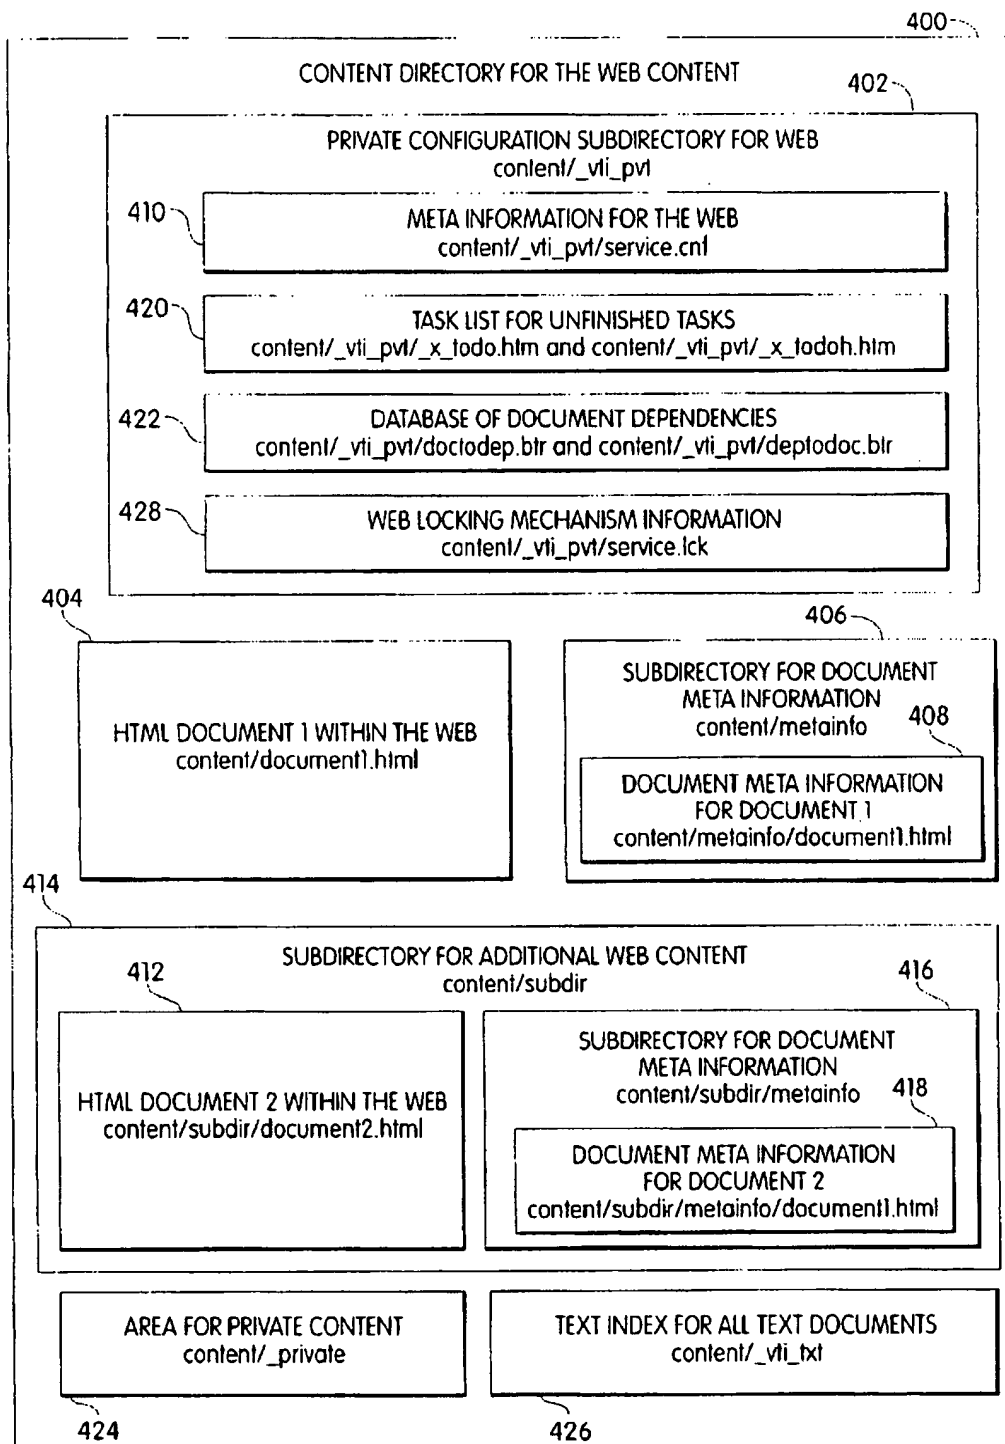 400
CONTENT DIRECTORY FOR THE WEB CONTENT
402
PRIVATE CONFIGURATION SUBDIRECTORY FOR WEB
content/_vti_pvt
410
META INFORMATION FOR THE WEB
content/_vti_pvt/service.cnf
420
TASK LIST FOR UNFINISHED TASKS
content/_vti_pvt/_x_todo.htm and content/_vti_pvt/_x_todoh.htm
422
DATABASE OF DOCUMENT DEPENDENCIES
content/_vti_pvt/doctodep.btr and content/_vti_pvt/deptodoc.btr
428
WEB LOCKING MECHANISM INFORMATION
content/_vti_pvt/service.lck
404
HTML DOCUMENT 1 WITHIN THE WEB
content/document1.html
406
SUBDIRECTORY FOR DOCUMENT
META INFORMATION
content/metainfo
408
DOCUMENT META INFORMATION
FOR DOCUMENT 1
content/metainfo/document1.html
414
SUBDIRECTORY FOR ADDITIONAL WEB CONTENT
content/subdir
412
HTML DOCUMENT 2 WITHIN THE WEB
content/subdir/document2.html
416
SUBDIRECTORY FOR DOCUMENT
META INFORMATION
content/subdir/metainfo
418
DOCUMENT META INFORMATION
FOR DOCUMENT 2
content/subdir/metainfo/document1.html
AREA FOR PRIVATE CONTENT
content/_private
424
TEXT INDEX FOR ALL TEXT DOCUMENTS
content/_vti_txt
426